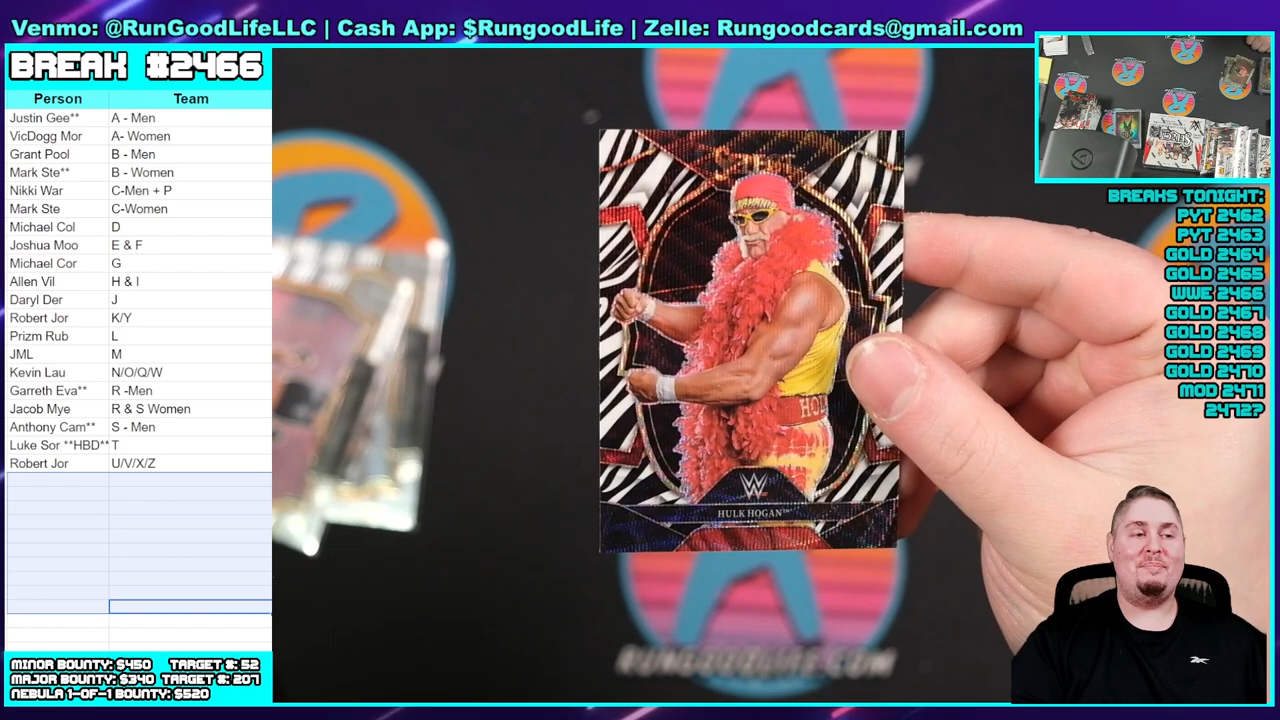 Venmo: @RunGoodLifeLLC | Cash App: $RungoodLife | Zelle: Rungoodcards@gmail.com
BREAK #2466
Person Team
Justin Gee** A - Men
VicDogg Mor A- Women
Grant Pool B - Men
Mark Ste** B - Women
Nikki War C-Men + P
Mark Ste C-Women
Michael Col D
Joshua Moo E & F
Michael Cor G
Allen Vil H & I
Daryl Der J
Robert Jor K/Y
Prizm Rub L
JML M
Kevin Lau N/O/Q/W
Garreth Eva** R -Men
Jacob Mye R & S Women
Anthony Cam** S - Men
Luke Sor **HBD** T
Robert Jor U/V/X/Z
MINOR BOUNTY: $450 TARGET #: 52
MAJOR BOUNTY: $340 TARGET #: 207
NEBULA 1-OF-1 BOUNTY: $520
W
HULK HOGAN™
RUNGOODLIFE.COM
BREAKS TONIGHT:
PYT 2462
PYT 2463
GOLD 2464
GOLD 2465
WWE 2466
GOLD 2467
GOLD 2468
GOLD 2469
GOLD 2470
MOD 2471
2472?